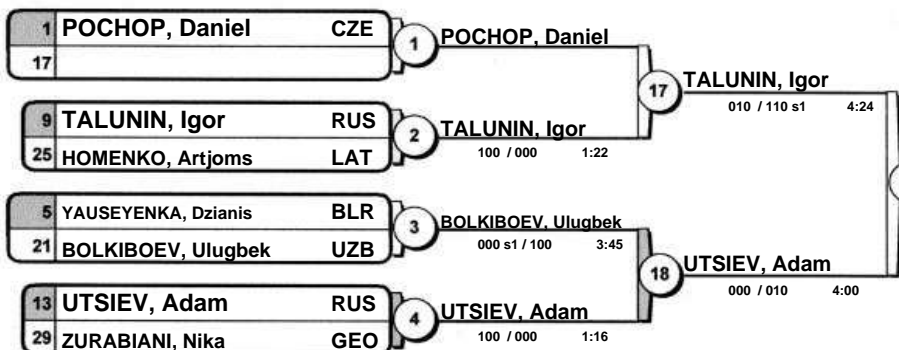 1 POCHOP, Daniel CZE
17
1 POCHOP, Daniel
9 TALUNIN, Igor RUS
25 HOMENKO, Artjoms LAT
2 TALUNIN, Igor
100 / 000 1:22
17 TALUNIN, Igor
010 / 110 s1 4:24
5 YAUSEYENKA, Dzianis BLR
21 BOLKIBOEV, Ulugbek UZB
3 BOLKIBOEV, Ulugbek
000 s1 / 100 3:45
13 UTSIEV, Adam RUS
29 ZURABIANI, Nika GEO
4 UTSIEV, Adam
100 / 000 1:16
18 UTSIEV, Adam
000 / 010 4:00